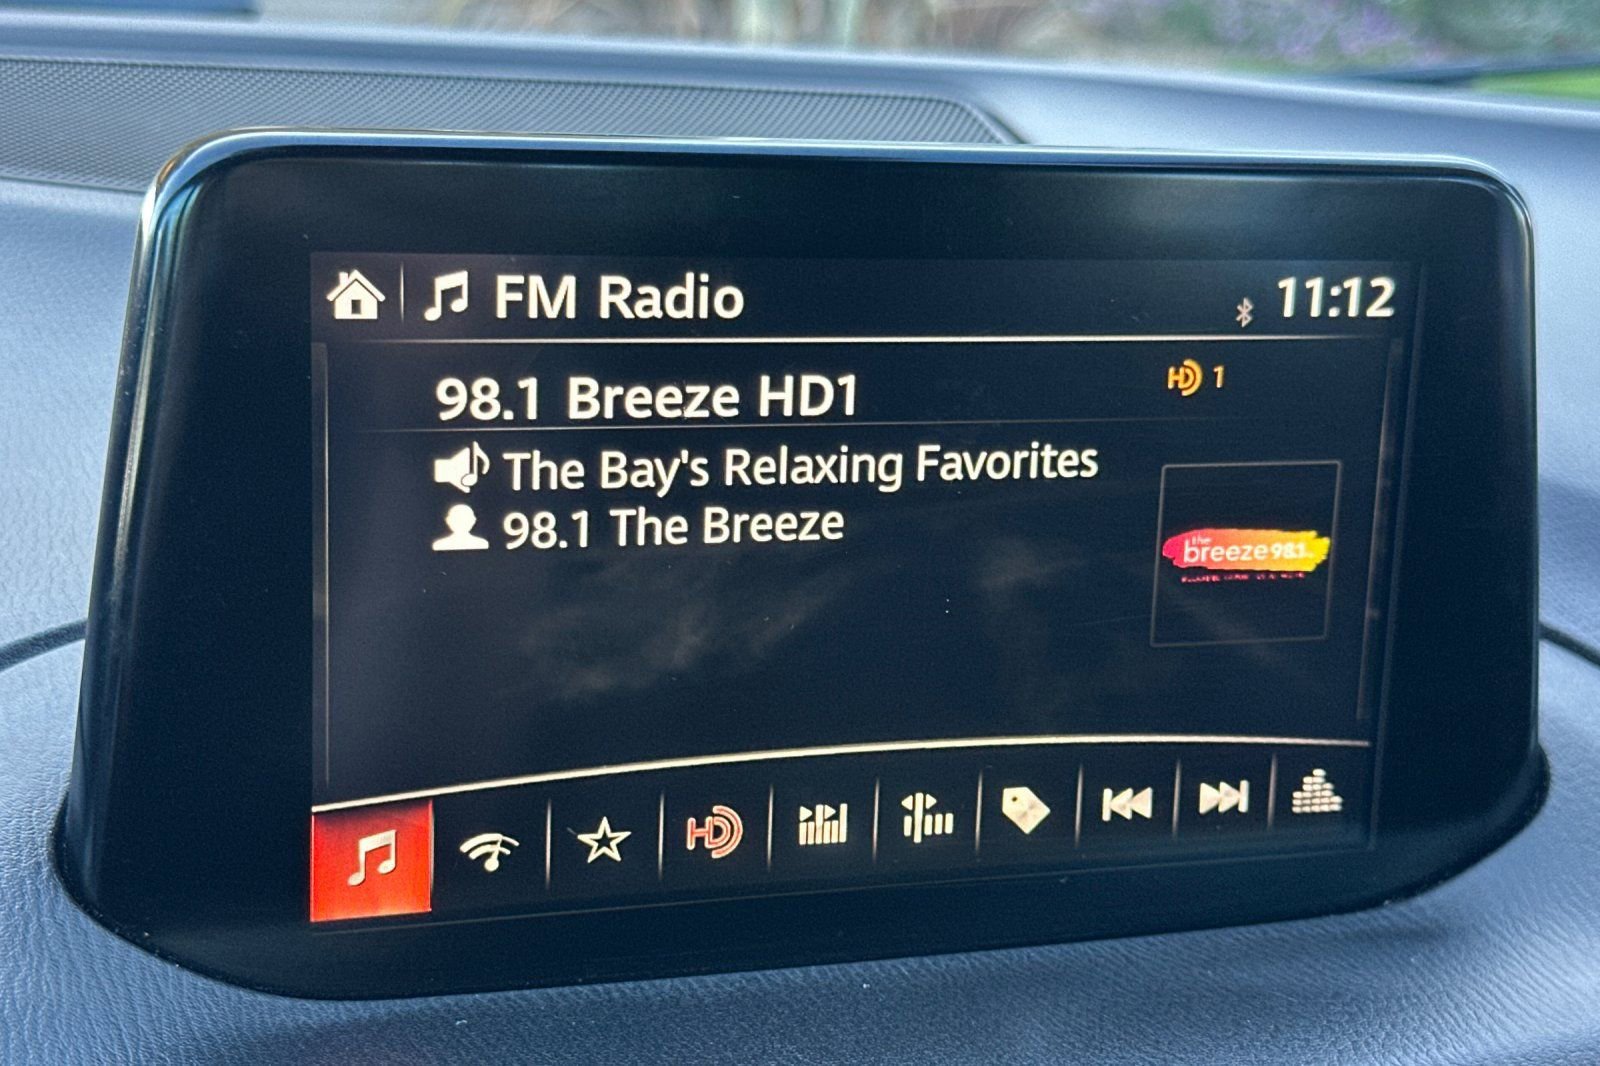 FM Radio
11:12
98.1 Breeze HD1
HD 1
The Bay's Relaxing Favorites
98.1 The Breeze
the
breeze 98.1
HD